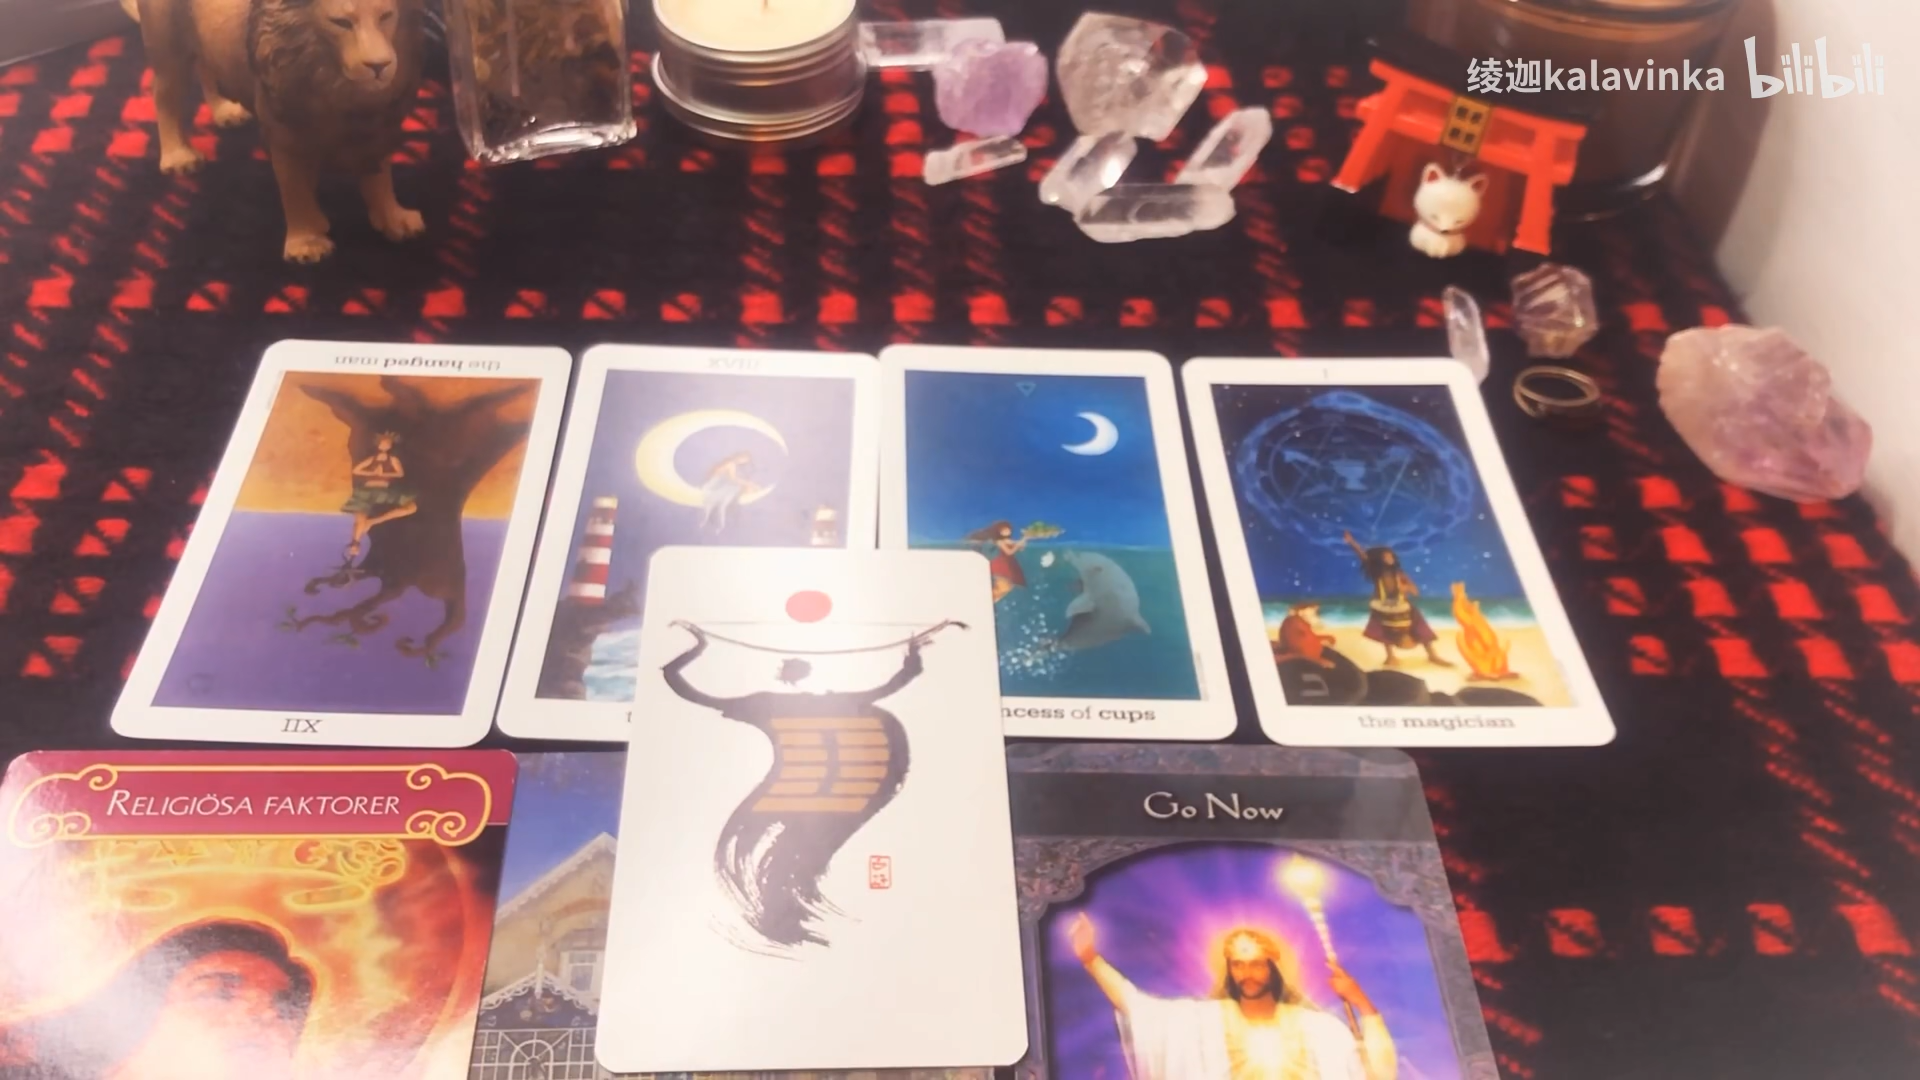 绫迦kalavinka bilibili
the hanged man
XVIII
I
XII
ncess of cups
the magician
RELIGIÖSA FAKTORER
Go Now